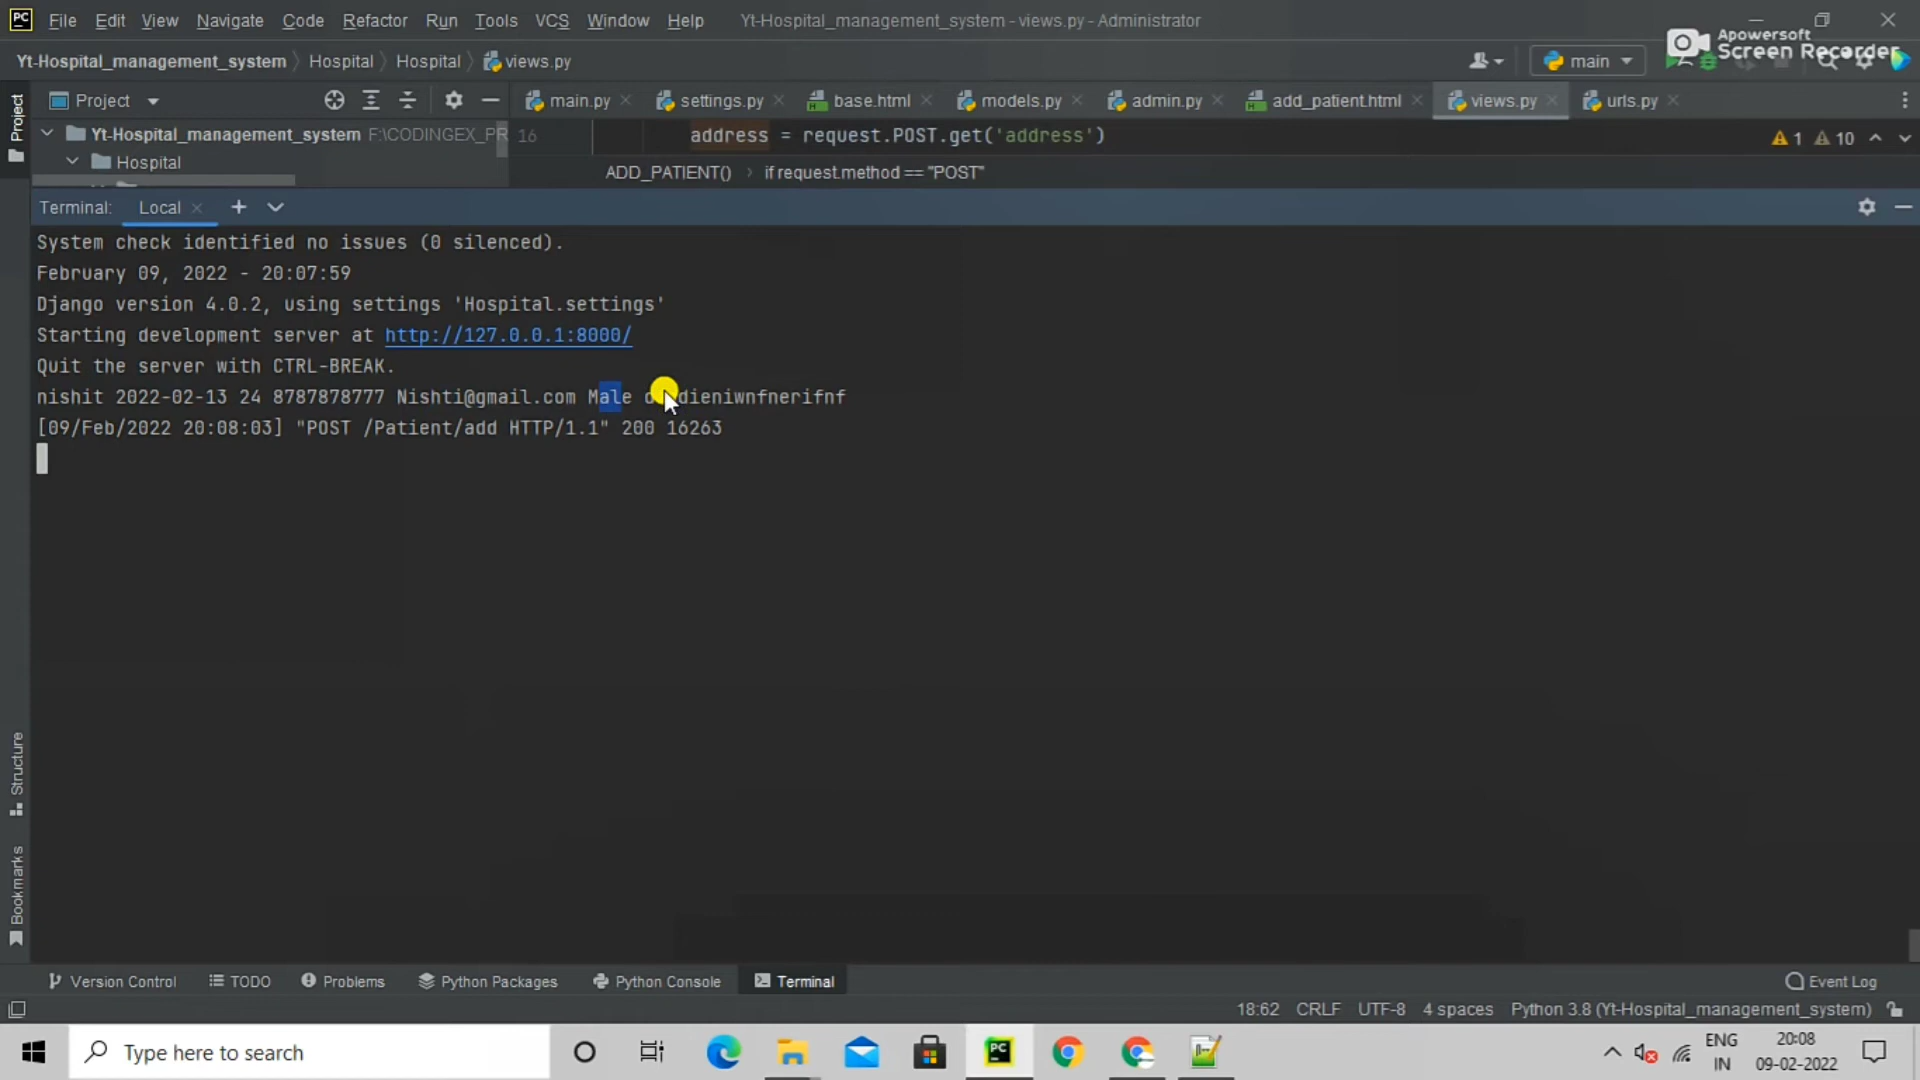 PC File Edit View Navigate Code Refactor Run Tools VCS Window Help Yt-Hospital_management_system - views.py - Administrator
Apowersoft
Screen Recorder
Yt-Hospital_management_system Hospital Hospital views.py main
Project main.py settings.py base.html models.py admin.py add_patient.html views.py urls.py
Project
Yt-Hospital_management_system F:\CODINGEX_PR 16 address = request.POST.get('address') 1 10
Hospital ADD_PATIENT() if request.method == "POST"
Terminal: Local
System check identified no issues (0 silenced).
February 09, 2022 - 20:07:59
Django version 4.0.2, using settings 'Hospital.settings'
Starting development server at http://127.0.0.1:8000/
Quit the server with CTRL-BREAK.
nishit 2022-02-13 24 8787878777 Nishti@gmail.com Male
[09/Feb/2022 20:08:03] "POST /Patient/add HTTP/1.1" 200 16263
Structure
Bookmarks
Version Control TODO Problems Python Packages Python Console Terminal Event Log
18:62 CRLF UTF-8 4 spaces Python 3.8 (Yt-Hospital_management_system)
Type here to search PC ENG 20:08
IN 09-02-2022